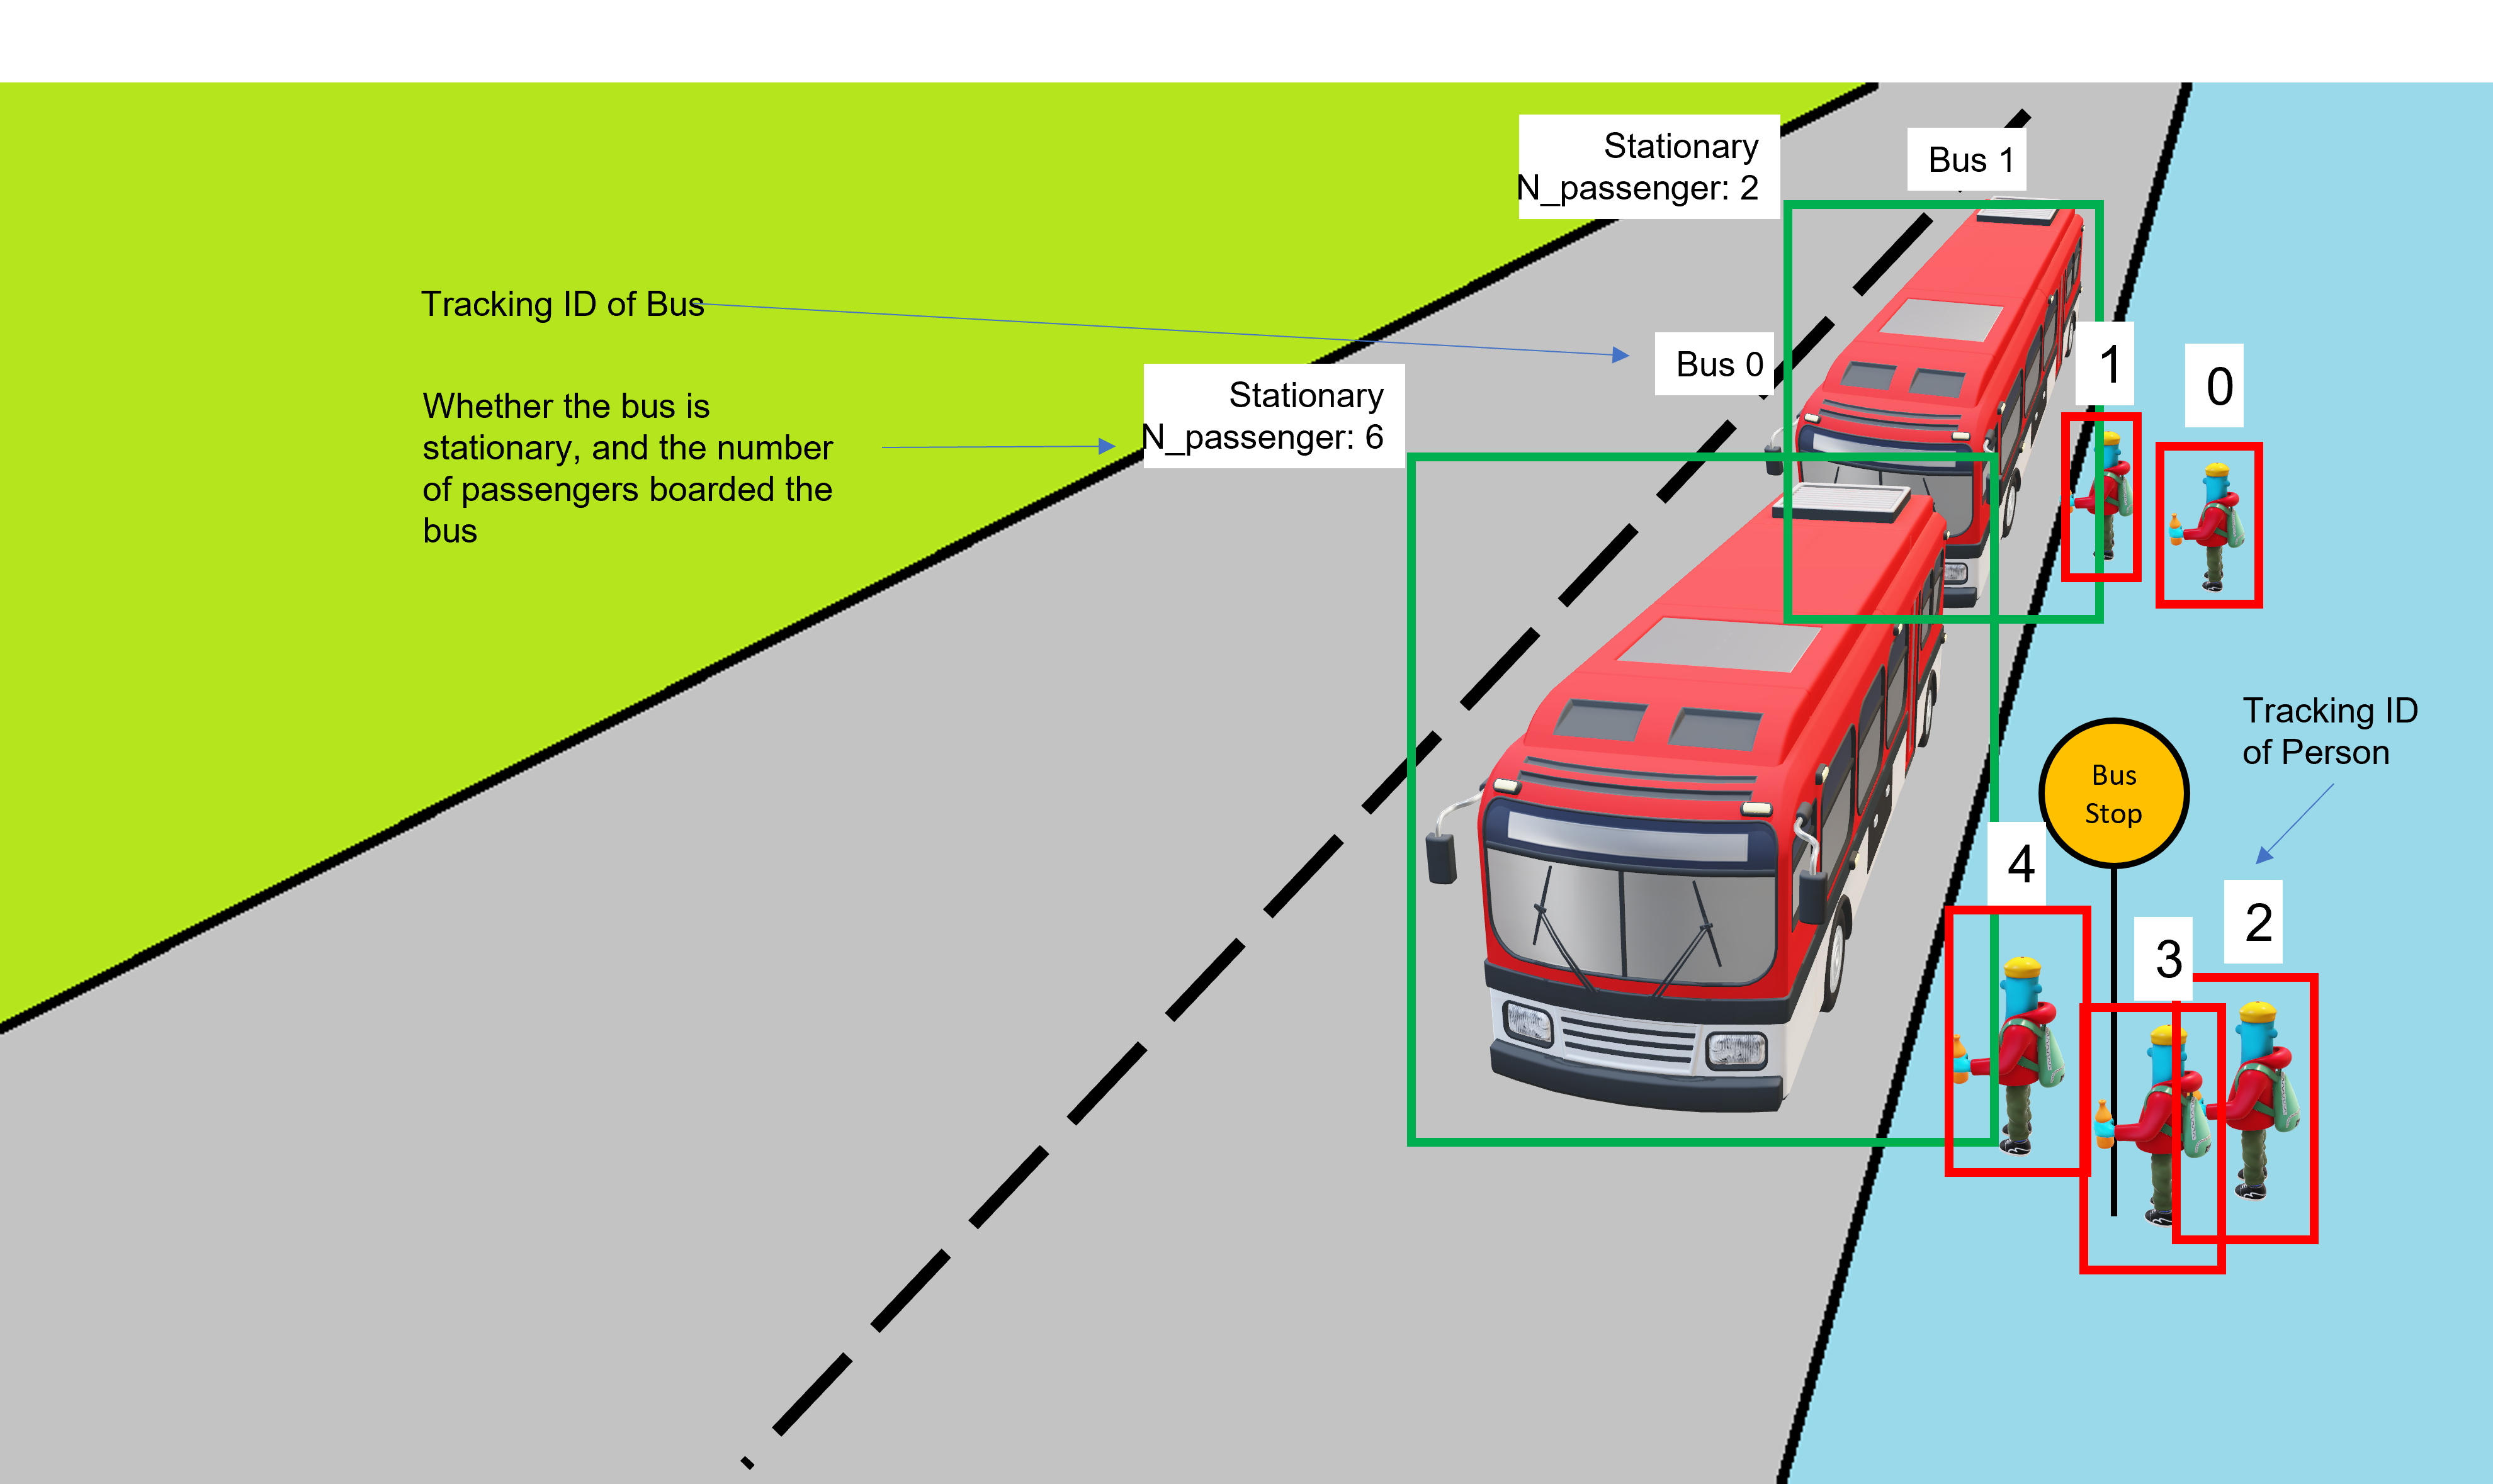 Stationary
N_passenger: 2
Bus 1
Tracking ID of Bus
Bus 0
Stationary
N_passenger: 6
Whether the bus is
stationary, and the number
of passengers boarded the
bus
1
0
Tracking ID
of Person
Bus
Stop
4
3
2